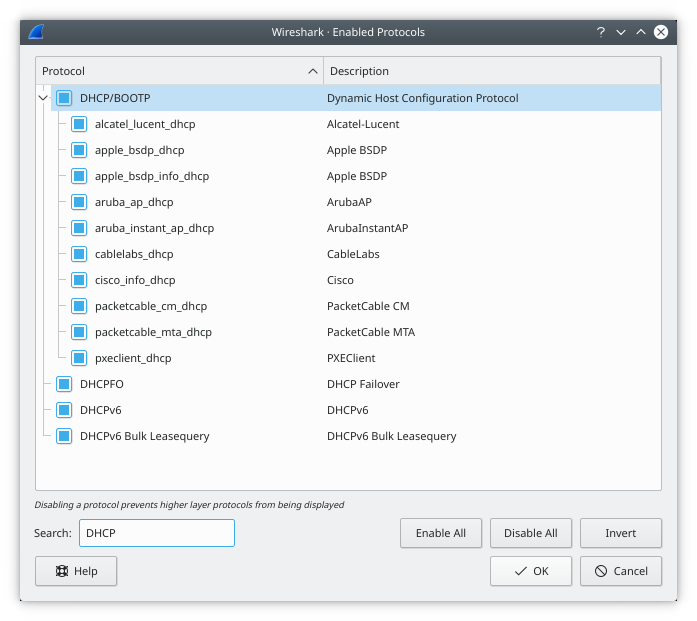 Wireshark · Enabled Protocols
Protocol Description
DHCP/BOOTP Dynamic Host Configuration Protocol
alcatel_lucent_dhcp Alcatel-Lucent
apple_bsdp_dhcp Apple BSDP
apple_bsdp_info_dhcp Apple BSDP
aruba_ap_dhcp ArubaAP
aruba_instant_ap_dhcp ArubaInstantAP
cablelabs_dhcp CableLabs
cisco_info_dhcp Cisco
packetcable_cm_dhcp PacketCable CM
packetcable_mta_dhcp PacketCable MTA
pxeclient_dhcp PXEClient
DHCPFO DHCP Failover
DHCPv6 DHCPv6
DHCPv6 Bulk Leasequery DHCPv6 Bulk Leasequery
Disabling a protocol prevents higher layer protocols from being displayed
Search: DHCP Enable All Disable All Invert
Help OK Cancel